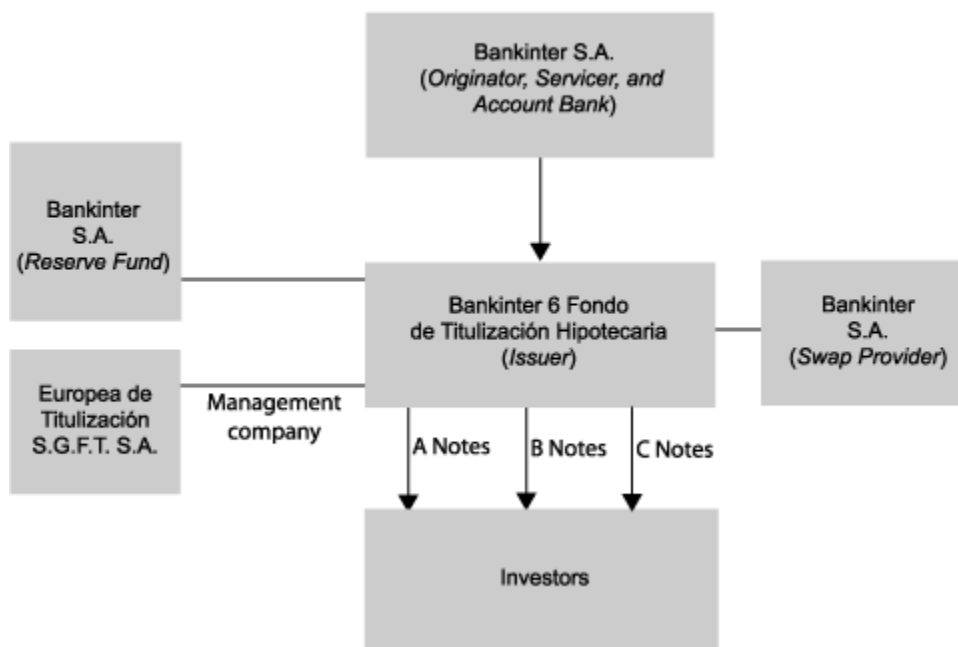 Bankinter S.A.
(Originator, Servicer, and
Account Bank)
Bankinter
S.A.
(Reserve Fund)
Bankinter 6 Fondo
de Titulización Hipotecaria
(Issuer)
Bankinter
S.A.
(Swap Provider)
Europea de
Titulización
S.G.F.T. S.A.
Management
company
A Notes
B Notes
C Notes
Investors